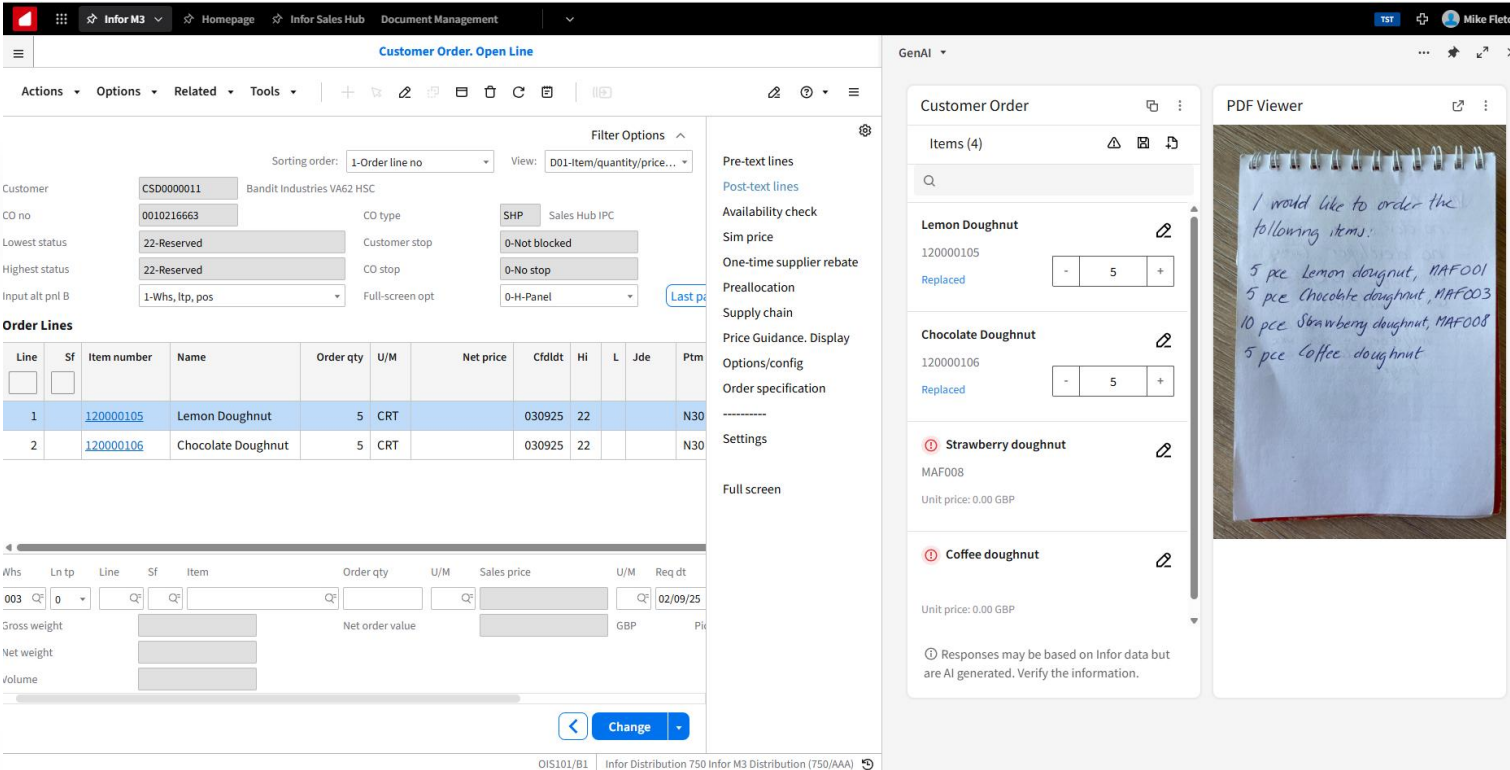 Infor M3
Homepage
Infor Sales Hub
Document Management
TST
Mike Fletc
Customer Order. Open Line
Actions Options Related Tools
Filter Options
Sorting order: 1-Order line no View: D01-Item/quantity/price...
Customer CSD0000011 Bandit Industries VA62 HSC
CO no 0010216663 CO type SHP Sales Hub IPC
Lowest status 22-Reserved Customer stop 0-Not blocked
Highest status 22-Reserved CO stop 0-No stop
Input alt pnl B 1-Whs, ltp, pos Full-screen opt 0-H-Panel Last pa
Order Lines
Line Sf Item number Name Order qty U/M Net price Cfdldt Hi L Jde Ptm
1 120000105 Lemon Doughnut 5 CRT 030925 22 N30
2 120000106 Chocolate Doughnut 5 CRT 030925 22 N30
Whs Ln tp Line Sf Item Order qty U/M Sales price U/M Req dt
003 0 02/09/25
Gross weight Net order value GBP Pic
Net weight
Volume
Change
OIS101/B1 Infor Distribution 750 Infor M3 Distribution (750/AAA)
Pre-text lines
Post-text lines
Availability check
Sim price
One-time supplier rebate
Preallocation
Supply chain
Price Guidance. Display
Options/config
Order specification
----------
Settings
Full screen
GenAI
Customer Order
Items (4)
Lemon Doughnut
120000105
Replaced - 5 +
Chocolate Doughnut
120000106
Replaced - 5 +
Strawberry doughnut
MAF008
Unit price: 0.00 GBP
Coffee doughnut
Unit price: 0.00 GBP
Responses may be based on Infor data but
are AI generated. Verify the information.
PDF Viewer
I would like to order the
following items:
5 pce Lemon dougnut, MAF001
5 pce Chocolate doughnut, MAF003
10 pce Strawberry doughnut, MAF008
5 pce Coffee doughnut